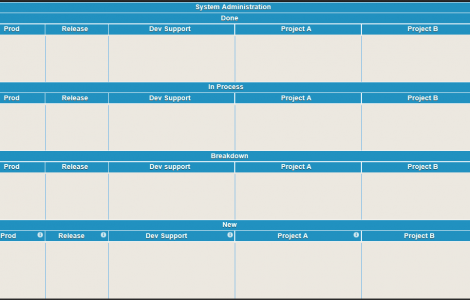 System Administration
Done
Prod Release Dev Support Project A Project B
In Process
Prod Release Dev Support Project A Project B
Breakdown
Prod Release Dev support Project A Project B
New
Prod Release Dev Support Project A Project B